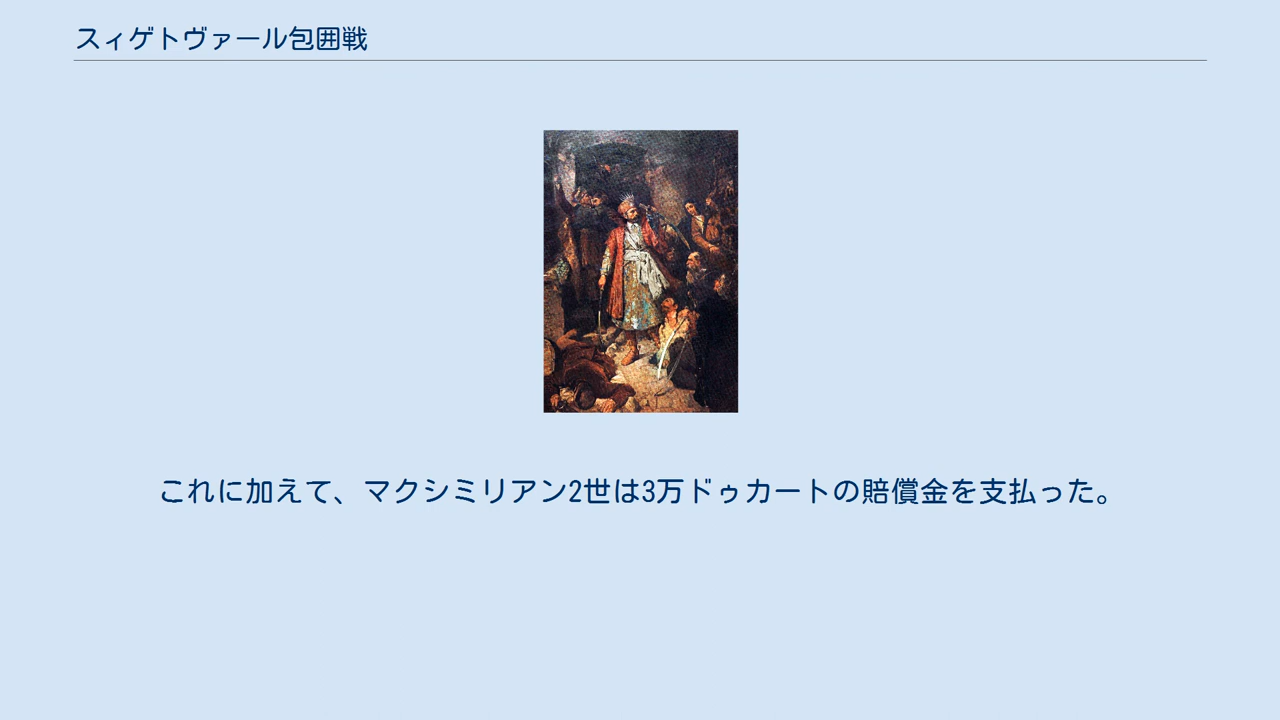 スィゲトヴァール包囲戦
これに加えて、マクシミリアン2世は3万ドゥカートの賠償金を支払った。